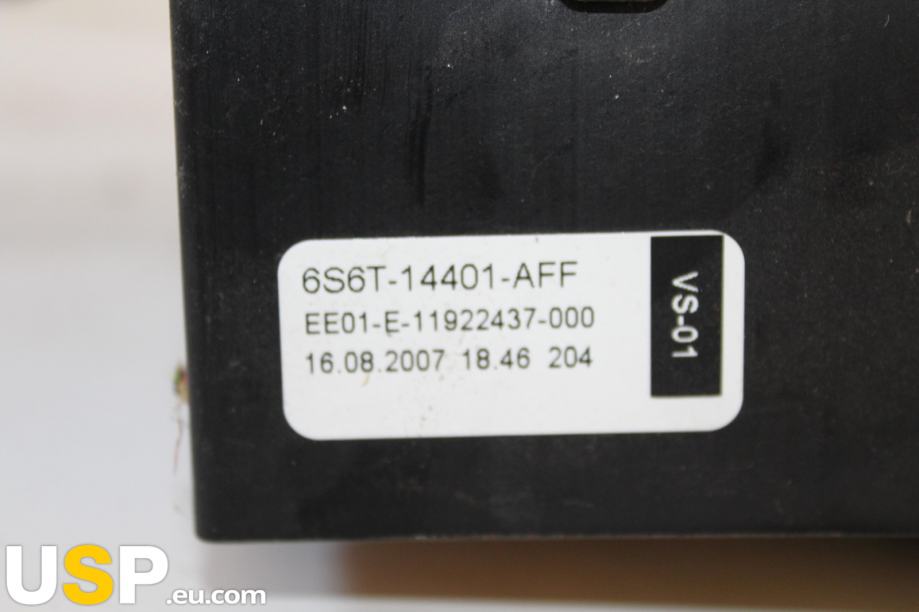 6S6T-14401-AFF
EE01-E-11922437-000
16.08.2007 18.46 204
VS-01
USP.eu.com